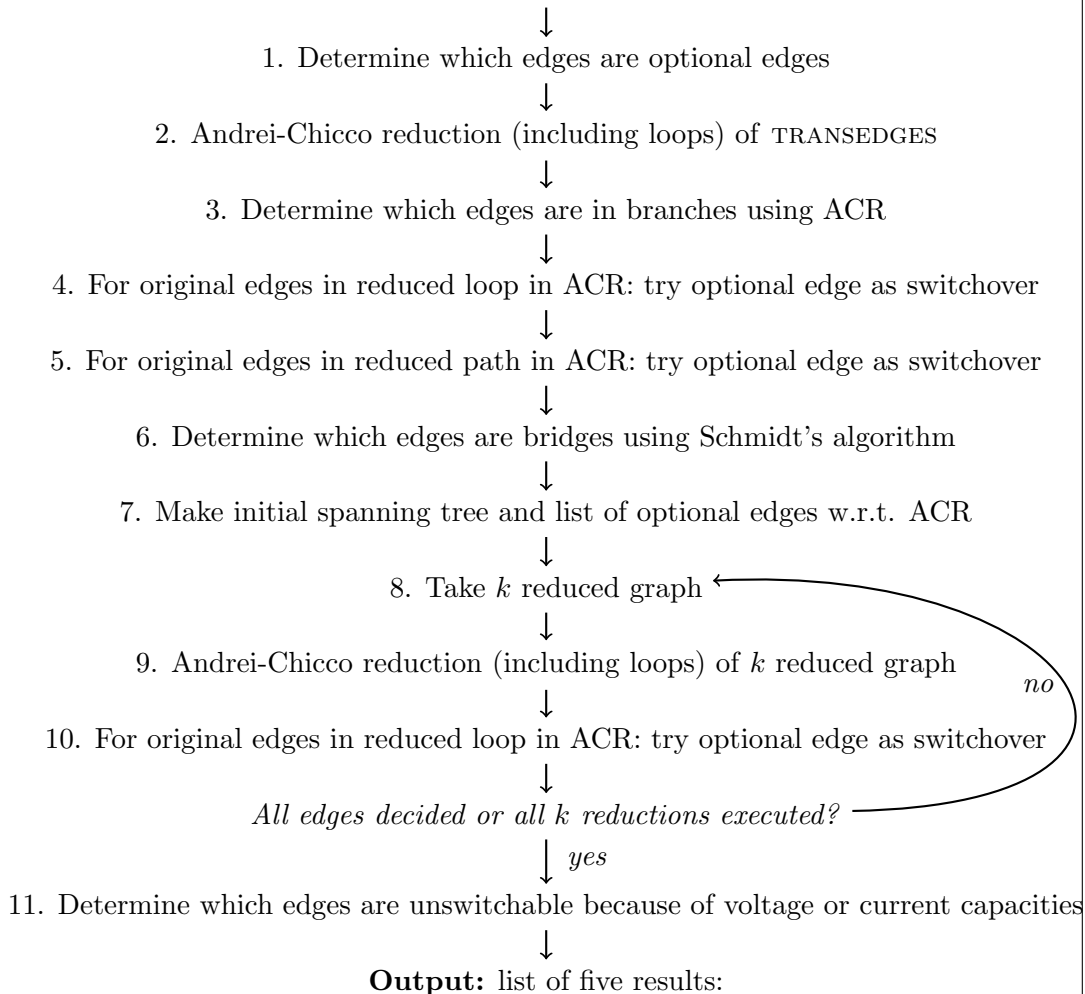 1. Determine which edges are optional edges
2. Andrei-Chicco reduction (including loops) of TRANSEDGES
3. Determine which edges are in branches using ACR
4. For original edges in reduced loop in ACR: try optional edge as switchover
5. For original edges in reduced path in ACR: try optional edge as switchover
6. Determine which edges are bridges using Schmidt's algorithm
7. Make initial spanning tree and list of optional edges w.r.t. ACR
8. Take k reduced graph
9. Andrei-Chicco reduction (including loops) of k reduced graph
no
10. For original edges in reduced loop in ACR: try optional edge as switchover
All edges decided or all k reductions executed?
yes
11. Determine which edges are unswitchable because of voltage or current capacities
Output: list of five results: